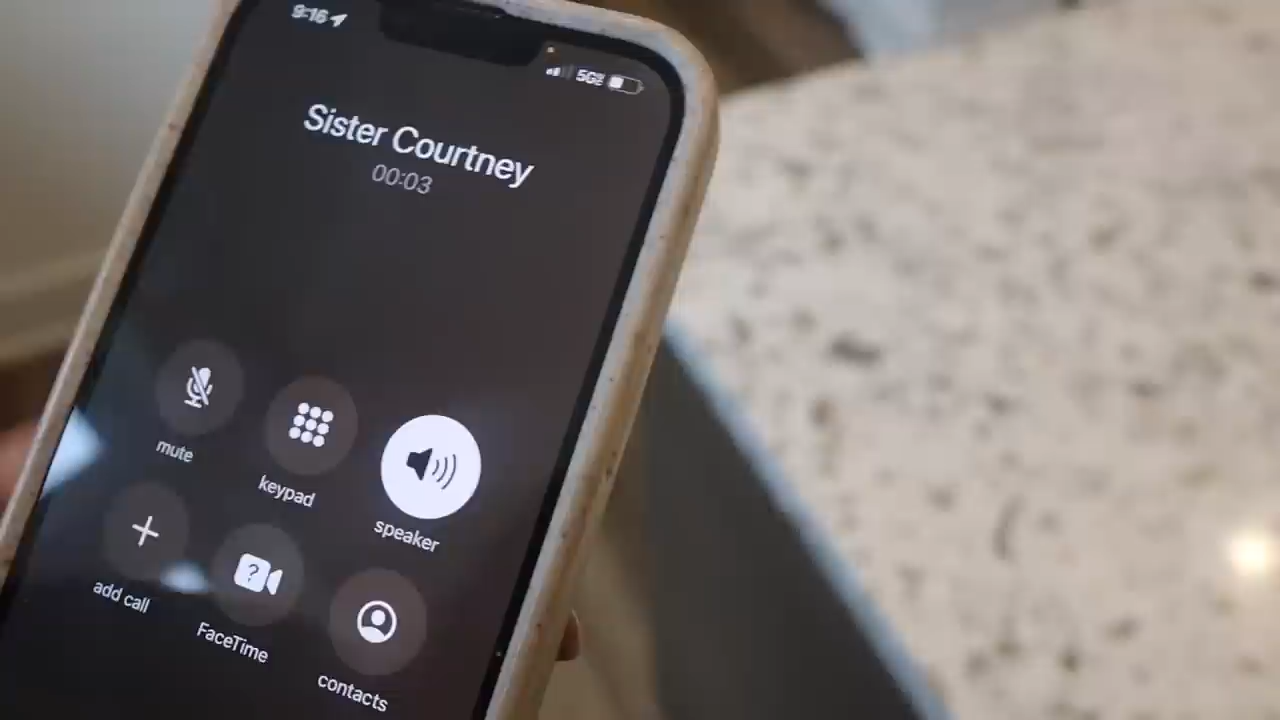 9:16
5G
Sister Courtney
00:03
mute
keypad
speaker
add call
?
FaceTime
contacts